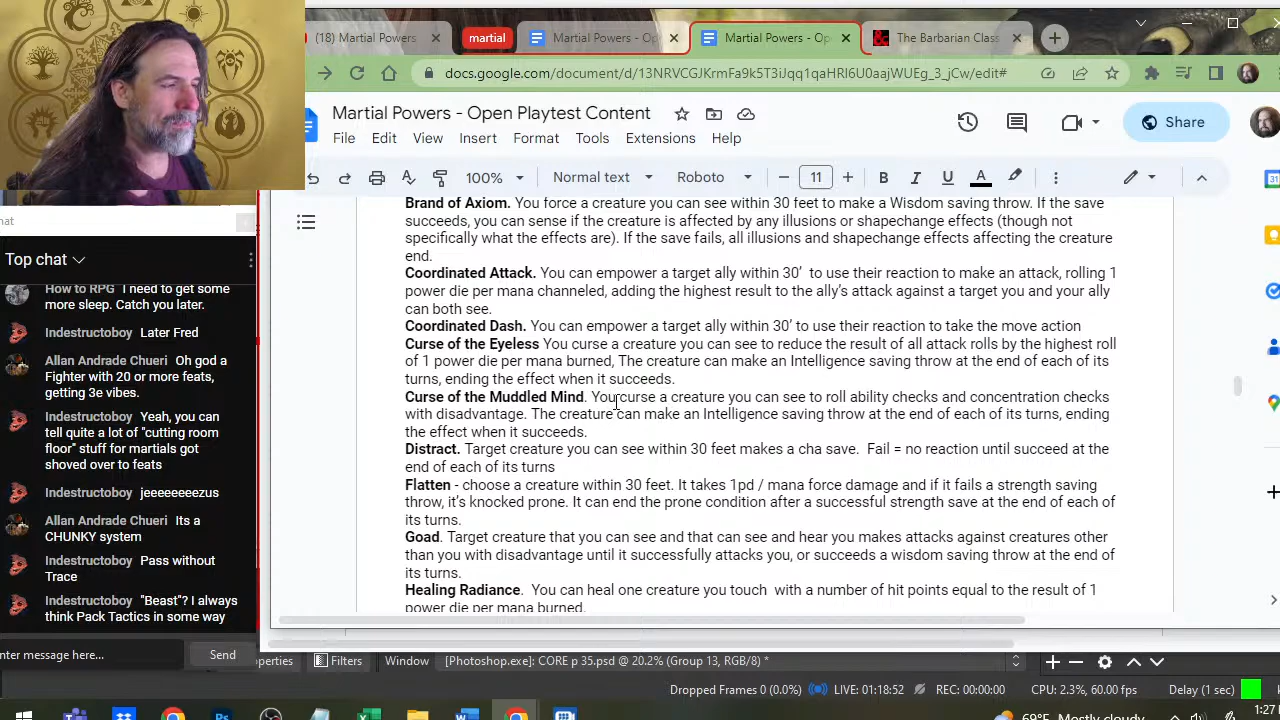 (18) Martial Powers
martial
Martial Powers - Op
Martial Powers - Op
The Barbarian Class
docs.google.com/document/d/13NRVCGJKrmFa9k5T3iJqq1qaHRl6U0aajWUEg_3_jCw/edit#
Martial Powers - Open Playtest Content
File Edit View Insert Format Tools Extensions Help
Share
100% Normal text Roboto 11 B I U A
31
Brand of Axiom. You force a creature you can see within 30 feet to make a Wisdom saving throw. If the save
succeeds, you can sense if the creature is affected by any illusions or shapechange effects (though not
specifically what the effects are). If the save fails, all illusions and shapechange effects affecting the creature
end.
Coordinated Attack. You can empower a target ally within 30' to use their reaction to make an attack, rolling 1
power die per mana channeled, adding the highest result to the ally's attack against a target you and your ally
can both see.
Coordinated Dash. You can empower a target ally within 30' to use their reaction to take the move action
Curse of the Eyeless You curse a creature you can see to reduce the result of all attack rolls by the highest roll
of 1 power die per mana burned, The creature can make an Intelligence saving throw at the end of each of its
turns, ending the effect when it succeeds.
Curse of the Muddled Mind. You curse a creature you can see to roll ability checks and concentration checks
with disadvantage. The creature can make an Intelligence saving throw at the end of each of its turns, ending
the effect when it succeeds.
Distract. Target creature you can see within 30 feet makes a cha save. Fail = no reaction until succeed at the
end of each of its turns
Flatten - choose a creature within 30 feet. It takes 1pd / mana force damage and if it fails a strength saving
throw, it's knocked prone. It can end the prone condition after a successful strength save at the end of each of
its turns.
Goad. Target creature that you can see and that can see and hear you makes attacks against creatures other
than you with disadvantage until it successfully attacks you, or succeeds a wisdom saving throw at the end of
its turns.
Healing Radiance. You can heal one creature you touch with a number of hit points equal to the result of 1
power die per mana burned.
hat
Top chat
How to RPG I need to get some
more sleep. Catch you later.
Indestructoboy Later Fred
Allan Andrade Chueri Oh god a
Fighter with 20 or more feats,
getting 3e vibes.
Indestructoboy Yeah, you can
tell quite a lot of "cutting room
floor" stuff for martials got
shoved over to feats
Indestructoboy jeeeeeeezus
Allan Andrade Chueri Its a
CHUNKY system
Indestructoboy Pass without
Trace
Indestructoboy "Beast"? I always
think Pack Tactics in some way
nter message here... Send
operties Filters Window [Photoshop.exe]: CORE p 35.psd @ 20.2% (Group 13, RGB/8) *
Dropped Frames 0 (0.0%) LIVE: 01:18:52 REC: 00:00:00 CPU: 2.3%, 60.00 fps Delay (1 sec)
69°F Mostly cloudy 1:27